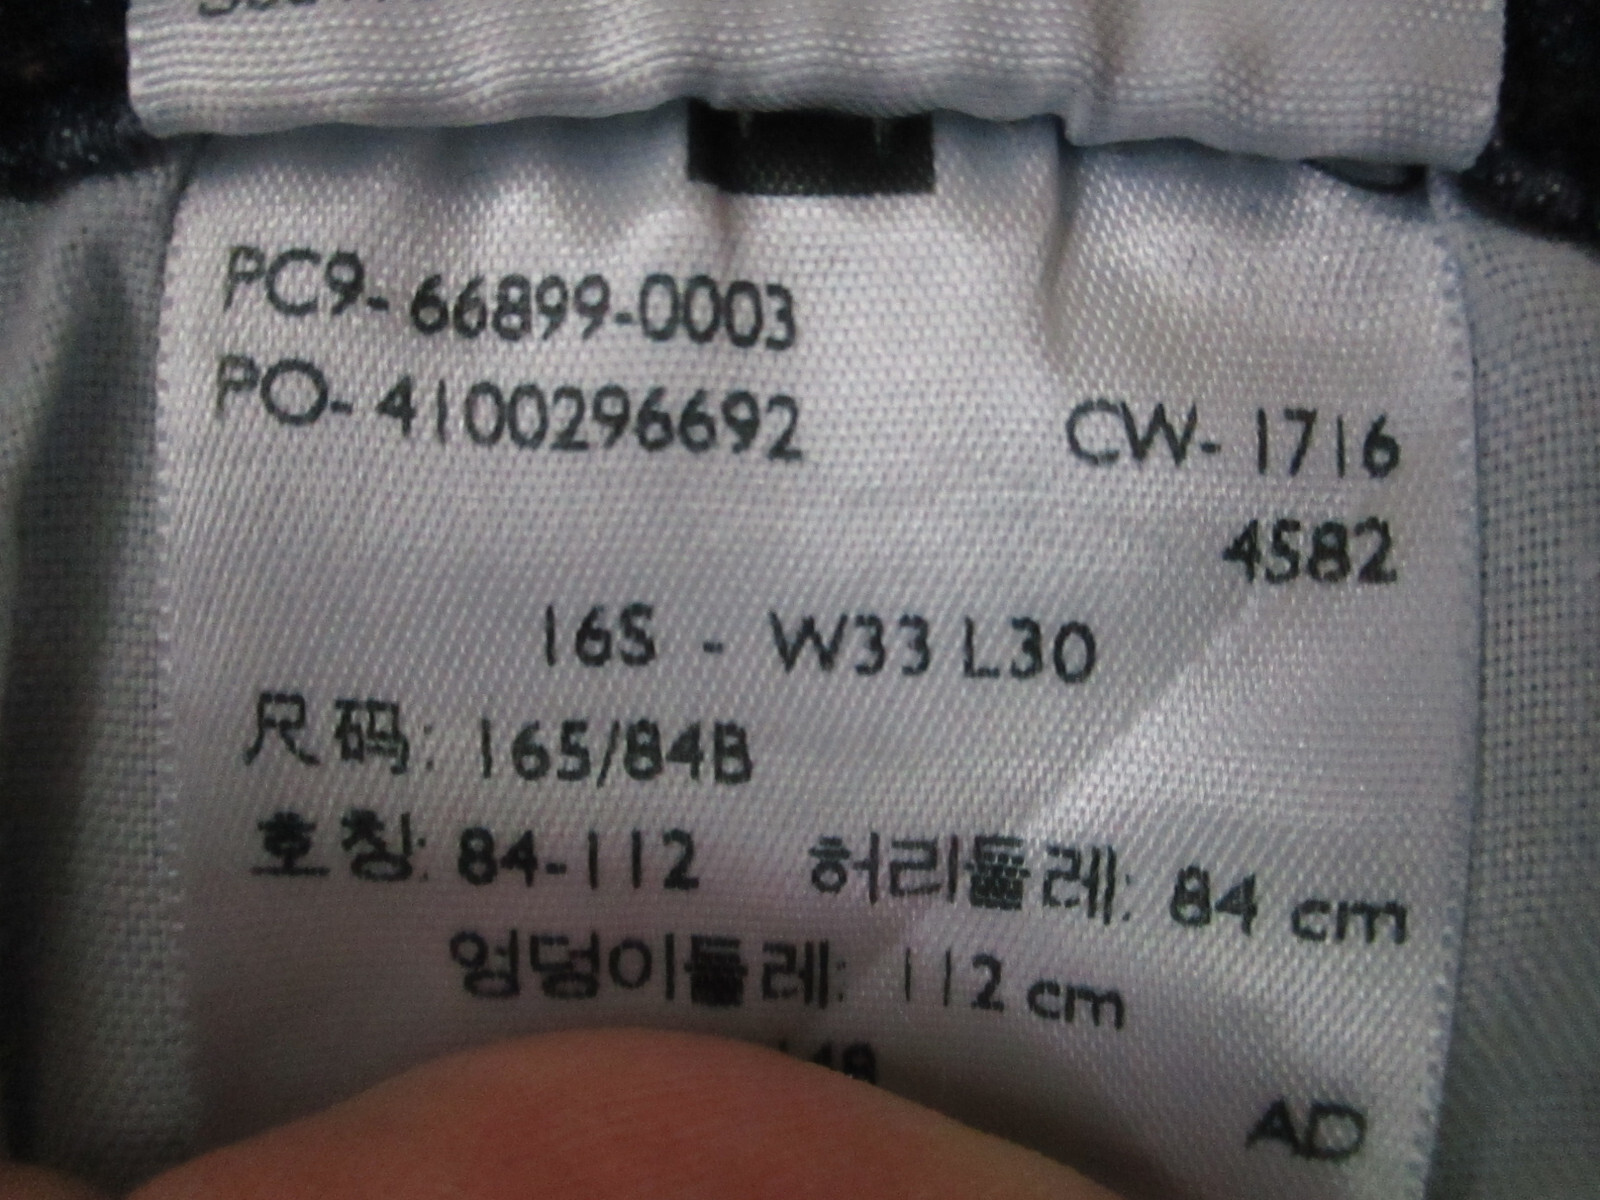 PC9-66899-0003
PO-4100296692 CW-1716
4582
16S - W33 L30
尺码: 165/84B
호칭: 84-112 허리둘레: 84 cm
엉덩이둘레: 112 cm
AD